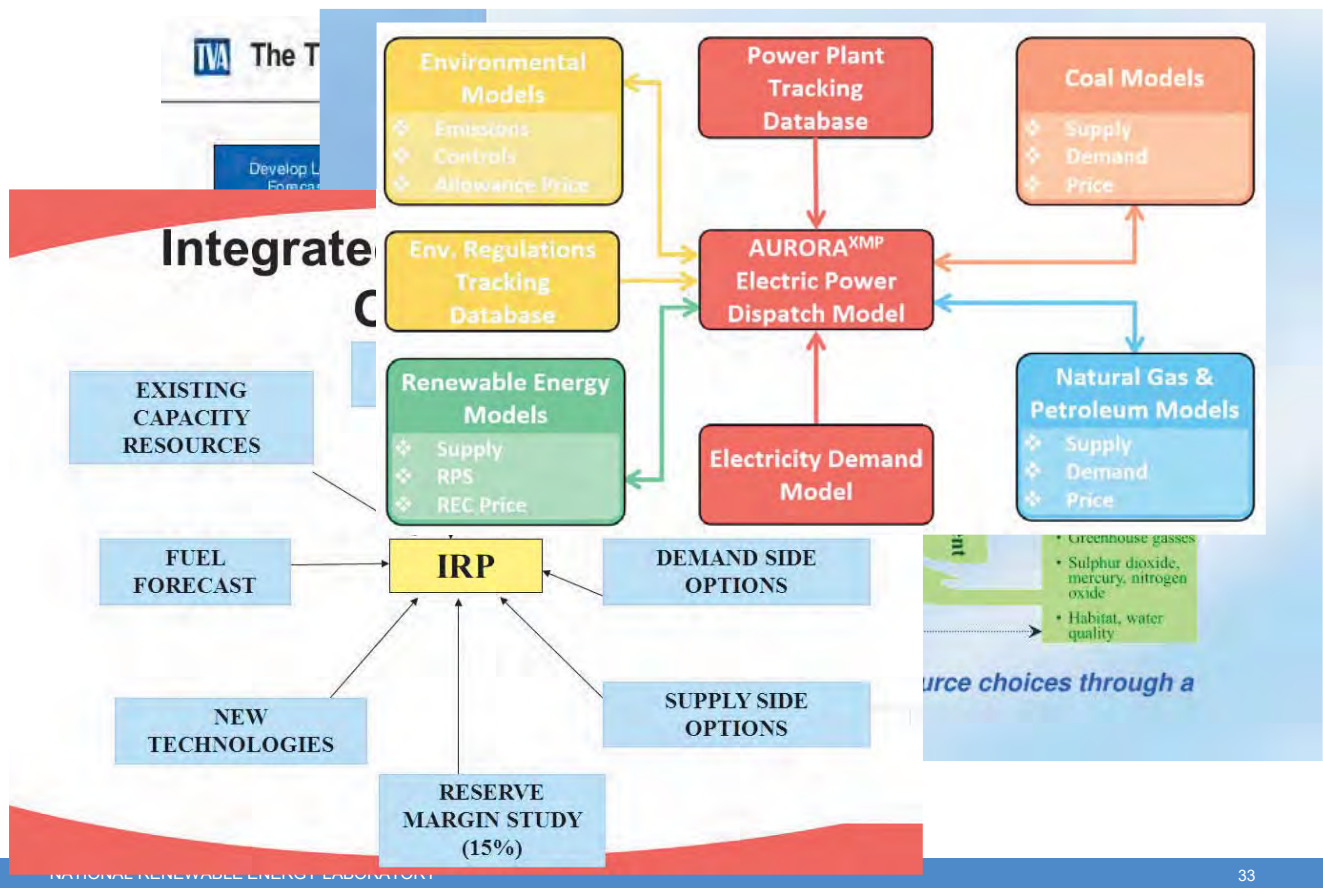 TVA The T
Develop L
Forecas
Integrate
C
Environmental
Models
Emissions
Controls
Allowance Price
Power Plant
Tracking
Database
Coal Models
Supply
Demand
Price
Env. Regulations
Tracking
Database
AURORAXMP
Electric Power
Dispatch Model
Renewable Energy
Models
Supply
RPS
REC Price
Electricity Demand
Model
Natural Gas &
Petroleum Models
Supply
Demand
Price
EXISTING
CAPACITY
RESOURCES
FUEL
FORECAST
IRP
DEMAND SIDE
OPTIONS
NEW
TECHNOLOGIES
SUPPLY SIDE
OPTIONS
RESERVE
MARGIN STUDY
(15%)
ent
• Greenhouse gasses
• Sulphur dioxide,
mercury, nitrogen
oxide
• Habitat, water
quality
urce choices through a
NATIONAL RENEWABLE ENERGY LABORATORY
33